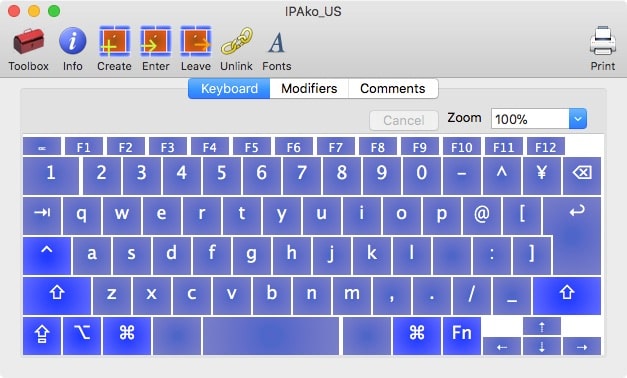 IPAko_US
Toolbox Info Create Enter Leave Unlink Fonts Print
Keyboard Modifiers Comments
Cancel Zoom 100%
F1 F2 F3 F4 F5 F6 F7 F8 F9 F10 F11 F12
1 2 3 4 5 6 7 8 9 0 - ^ ¥ ⌫
⇥ q w e r t y u i o p @ [ ↩
^ a s d f g h j k l : ]
⇧ z x c v b n m , . / _ ⇧
⇪ ⌥ ⌘ ⌘ Fn ⇡
⇠ ⇣ ⇢